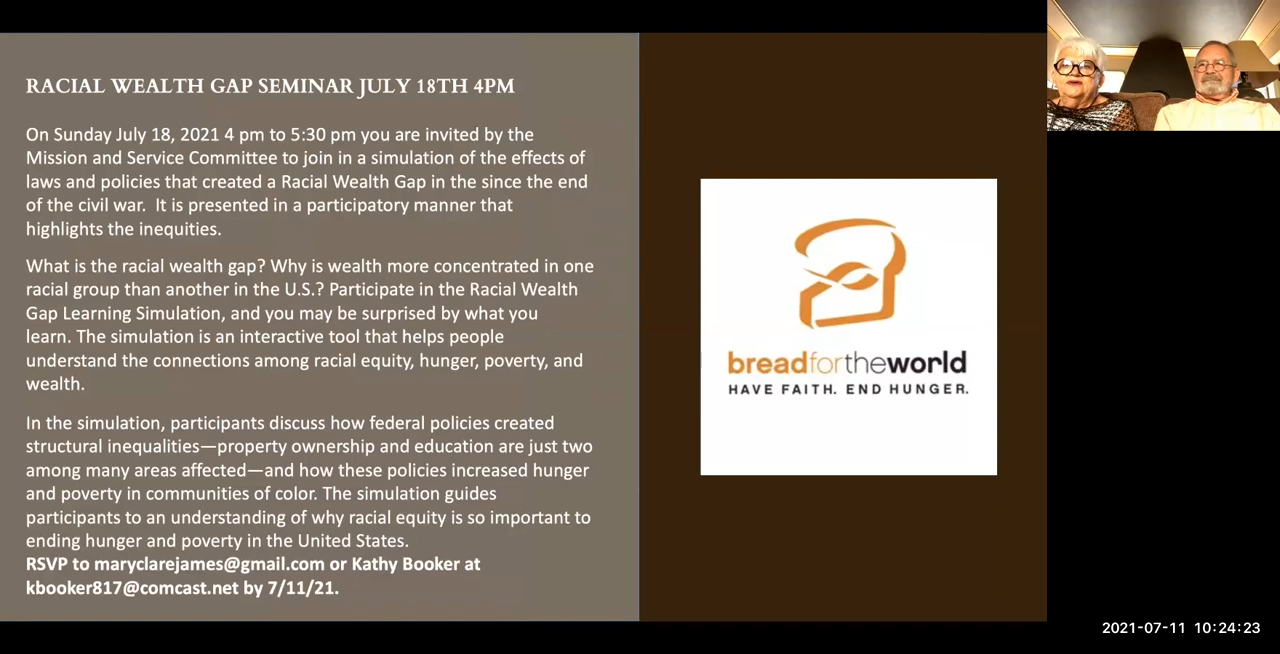 RACIAL WEALTH GAP SEMINAR JULY 18TH 4PM
On Sunday July 18, 2021 4 pm to 5:30 pm you are invited by the
Mission and Service Committee to join in a simulation of the effects of
laws and policies that created a Racial Wealth Gap in the since the end
of the civil war.  It is presented in a participatory manner that
highlights the inequities.
What is the racial wealth gap? Why is wealth more concentrated in one
racial group than another in the U.S.? Participate in the Racial Wealth
Gap Learning Simulation, and you may be surprised by what you
learn. The simulation is an interactive tool that helps people
understand the connections among racial equity, hunger, poverty, and
wealth.
In the simulation, participants discuss how federal policies created
structural inequalities—property ownership and education are just two
among many areas affected—and how these policies increased hunger
and poverty in communities of color. The simulation guides
participants to an understanding of why racial equity is so important to
ending hunger and poverty in the United States.
RSVP to maryclarejames@gmail.com or Kathy Booker at
kbooker817@comcast.net by 7/11/21.
breadfortheworld
HAVE FAITH. END HUNGER.
2021-07-11 10:24:23